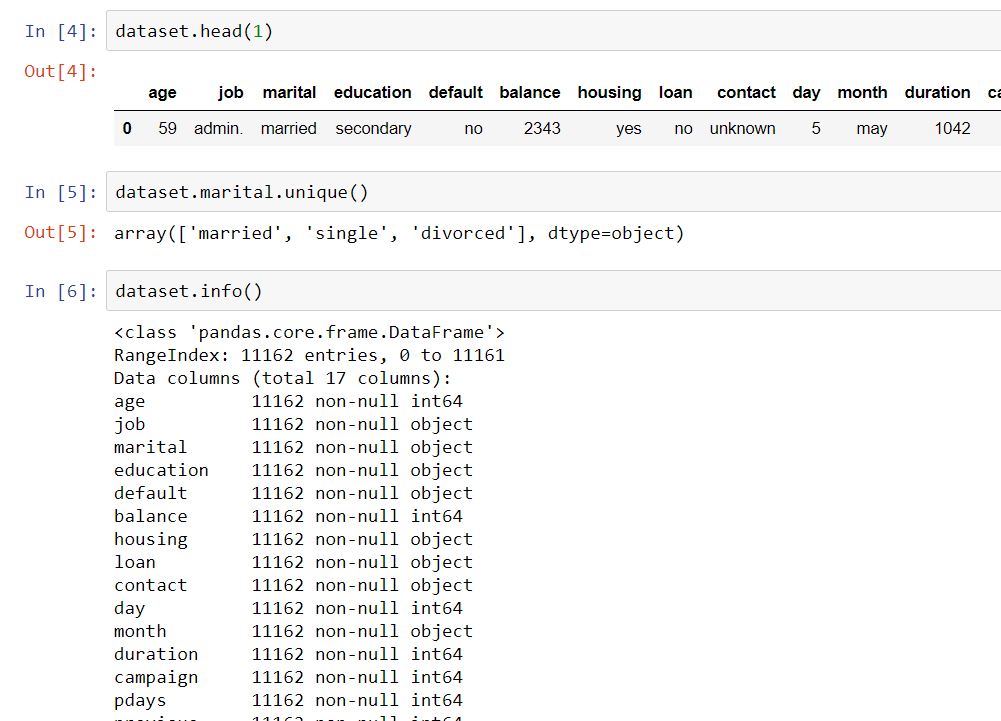 In [4]: dataset.head(1)
Out[4]:
age job marital education default balance housing loan contact day month duration
0 59 admin. married secondary no 2343 yes no unknown 5 may 1042
In [5]: dataset.marital.unique()
Out[5]: array(['married', 'single', 'divorced'], dtype=object)
In [6]: dataset.info()
<class 'pandas.core.frame.DataFrame'>
RangeIndex: 11162 entries, 0 to 11161
Data columns (total 17 columns):
age 11162 non-null int64
job 11162 non-null object
marital 11162 non-null object
education 11162 non-null object
default 11162 non-null object
balance 11162 non-null int64
housing 11162 non-null object
loan 11162 non-null object
contact 11162 non-null object
day 11162 non-null int64
month 11162 non-null object
duration 11162 non-null int64
campaign 11162 non-null int64
pdays 11162 non-null int64